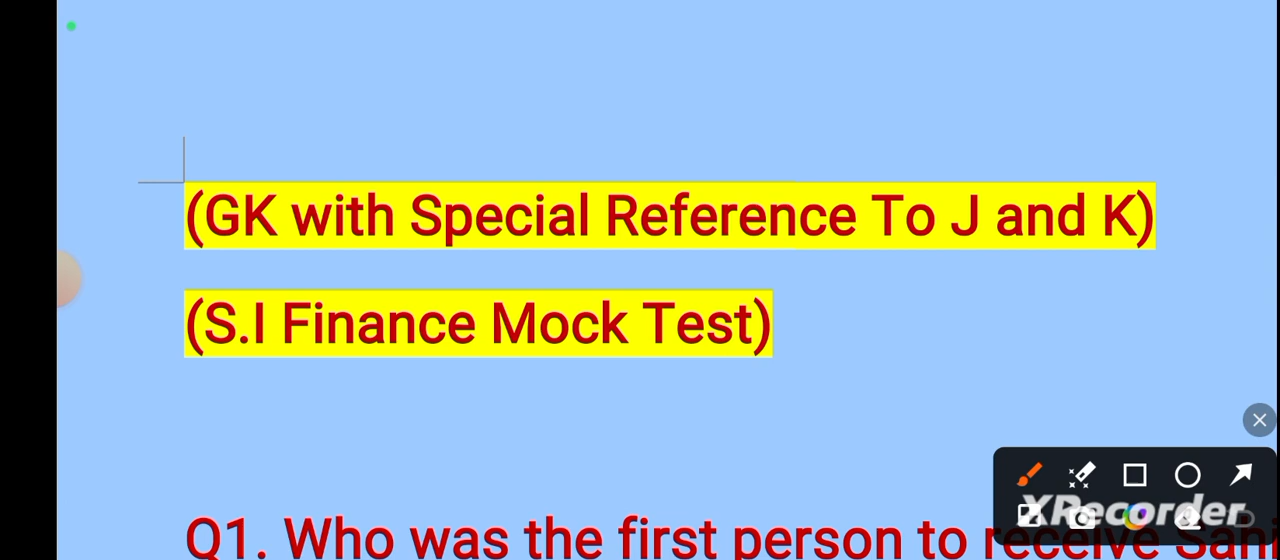 (GK with Special Reference To J and K)
(S.I Finance Mock Test)
XRecorder
Q1. Who was the first person to receive